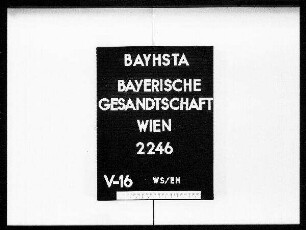 BAYHSTA
BAYERISCHE
GESANDTSCHAFT
WIEN
2246
V-16 WS/EH